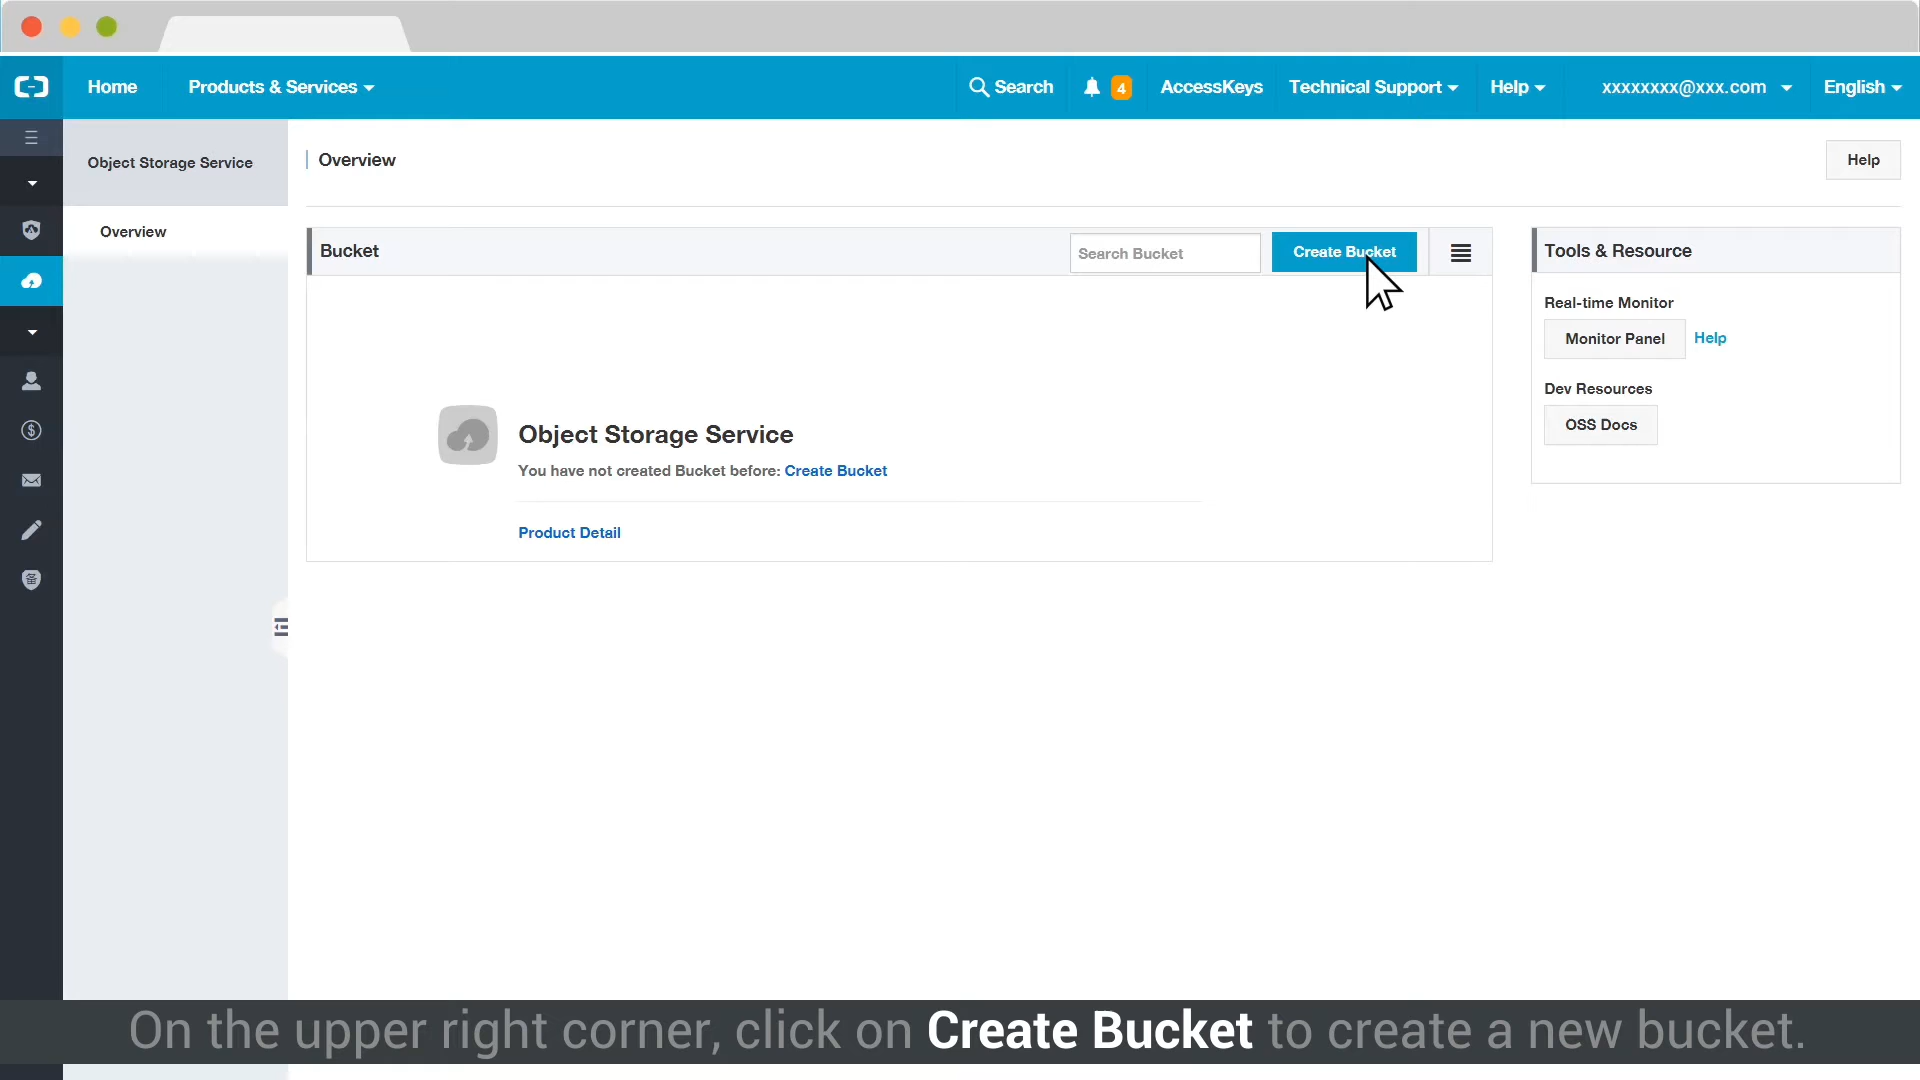 Home
Products & Services
Search
4
AccessKeys
Technical Support
Help
xxxxxxxx@xxx.com
English
Object Storage Service
Overview
Overview
Help
Bucket
Search Bucket
Create Bucket
Object Storage Service
You have not created Bucket before: Create Bucket
Product Detail
Tools & Resource
Real-time Monitor
Monitor Panel
Help
Dev Resources
OSS Docs
备
On the upper right corner, click on Create Bucket to create a new bucket.